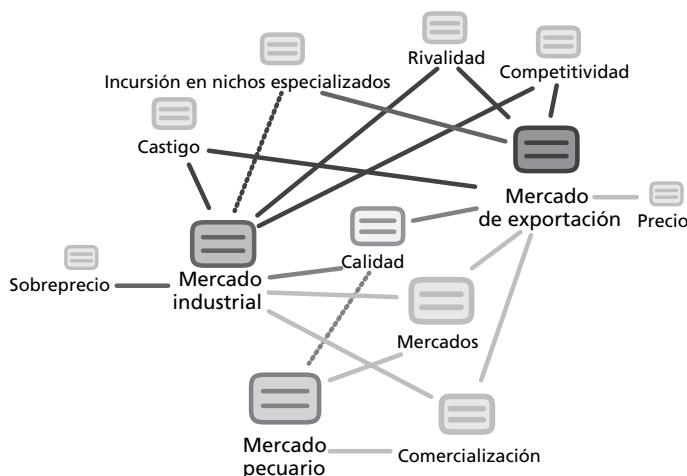 Rivalidad
Competitividad
Incursión en nichos especializados
Castigo
Mercado
de exportación
Precio
Calidad
Mercado
industrial
Sobreprecio
Mercados
Mercado
pecuario
Comercialización